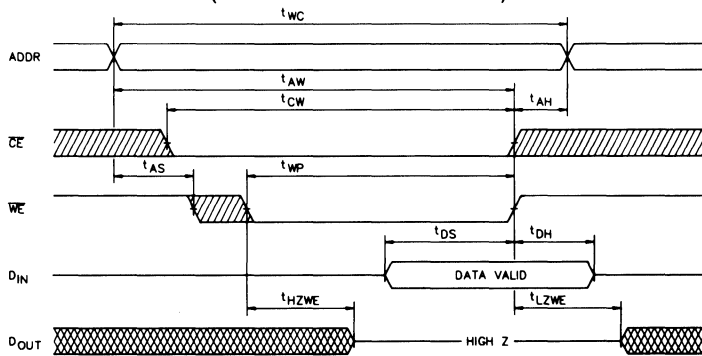 tWC
ADDR
tAW
tCW
tAH
CE
tAS
tWP
WE
tDS
tDH
DIN
DATA VALID
tHZWE
tLZWE
DOUT
HIGH Z